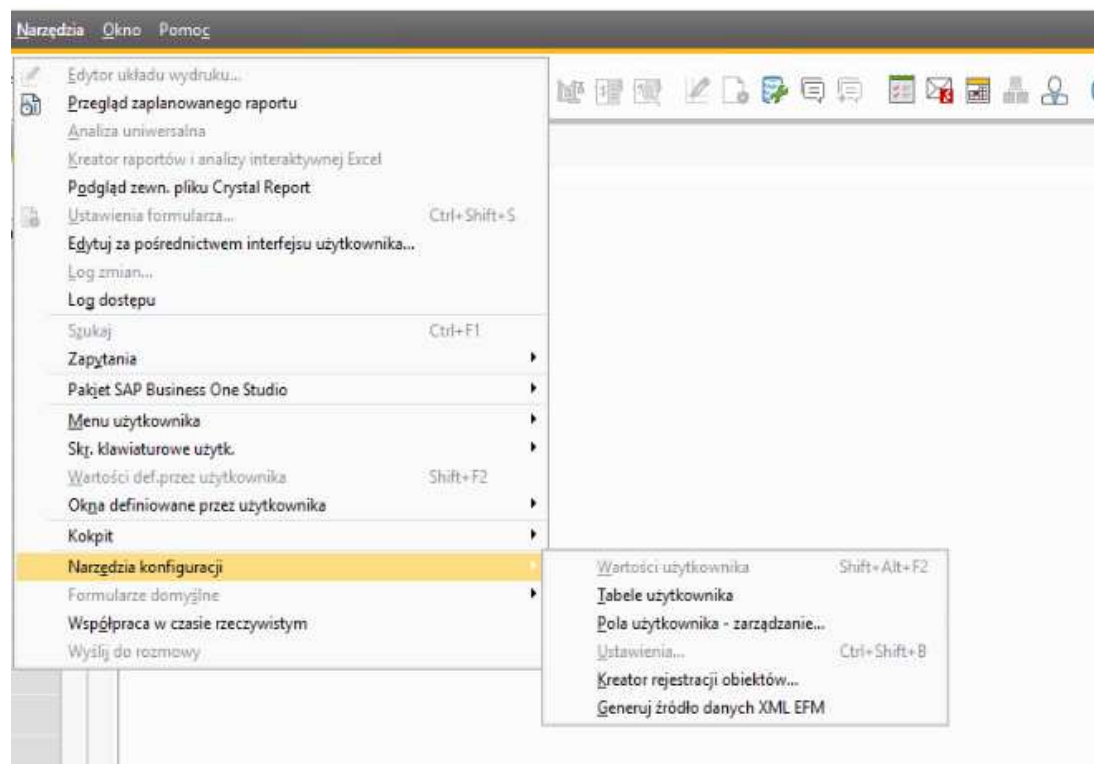 Narzędzia Okno Pomoc
Edytor układu wydruku...
Przegląd zaplanowanego raportu
Analiza uniwersalna
Kreator raportów i analizy interaktywnej Excel
Podgląd zewn. pliku Crystal Report
Ustawienia formularza... Ctrl+Shift+S
Edytuj za pośrednictwem interfejsu użytkownika...
Log zmian...
Log dostępu
Szukaj Ctrl+F1
Zapytania
Pakiet SAP Business One Studio
Menu użytkownika
Skr. klawiaturowe użytk.
Wartości def.przez użytkownika Shift+F2
Okna definiowane przez użytkownika
Kokpit
Narzędzia konfiguracji
Formularze domyślne
Współpraca w czasie rzeczywistym
Wyślij do rozmowy
Wartości użytkownika Shift+Alt+F2
Tabele użytkownika
Pola użytkownika - zarządzanie...
Ustawienia... Ctrl+Shift+B
Kreator rejestracji obiektów...
Generuj źródło danych XML EFM